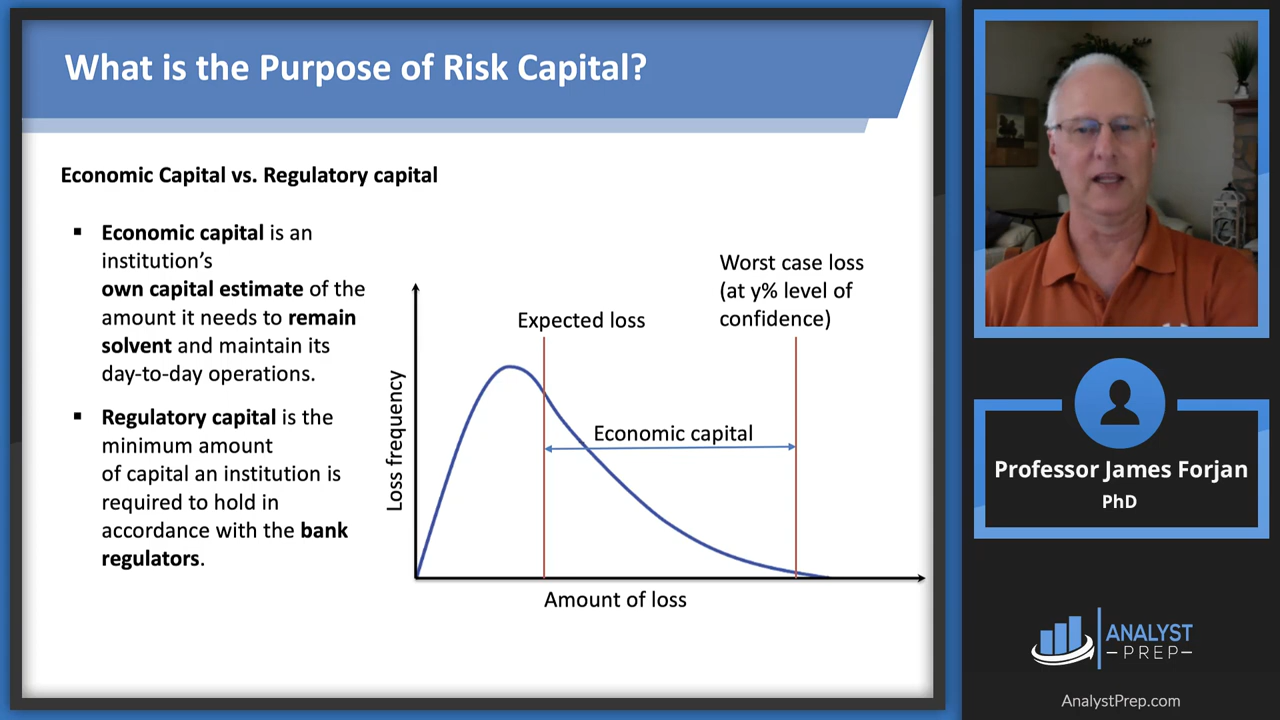 What is the Purpose of Risk Capital?
Economic Capital vs. Regulatory capital
▪ Economic capital is an
institution’s
own capital estimate of the
amount it needs to remain
solvent and maintain its
day-to-day operations.
▪ Regulatory capital is the
minimum amount
of capital an institution is
required to hold in
accordance with the bank
regulators.
Worst case loss
(at y% level of
confidence)
Expected loss
Economic capital
Loss frequency
Amount of loss
Professor James Forjan
PhD
ANALYST
PREP
AnalystPrep.com